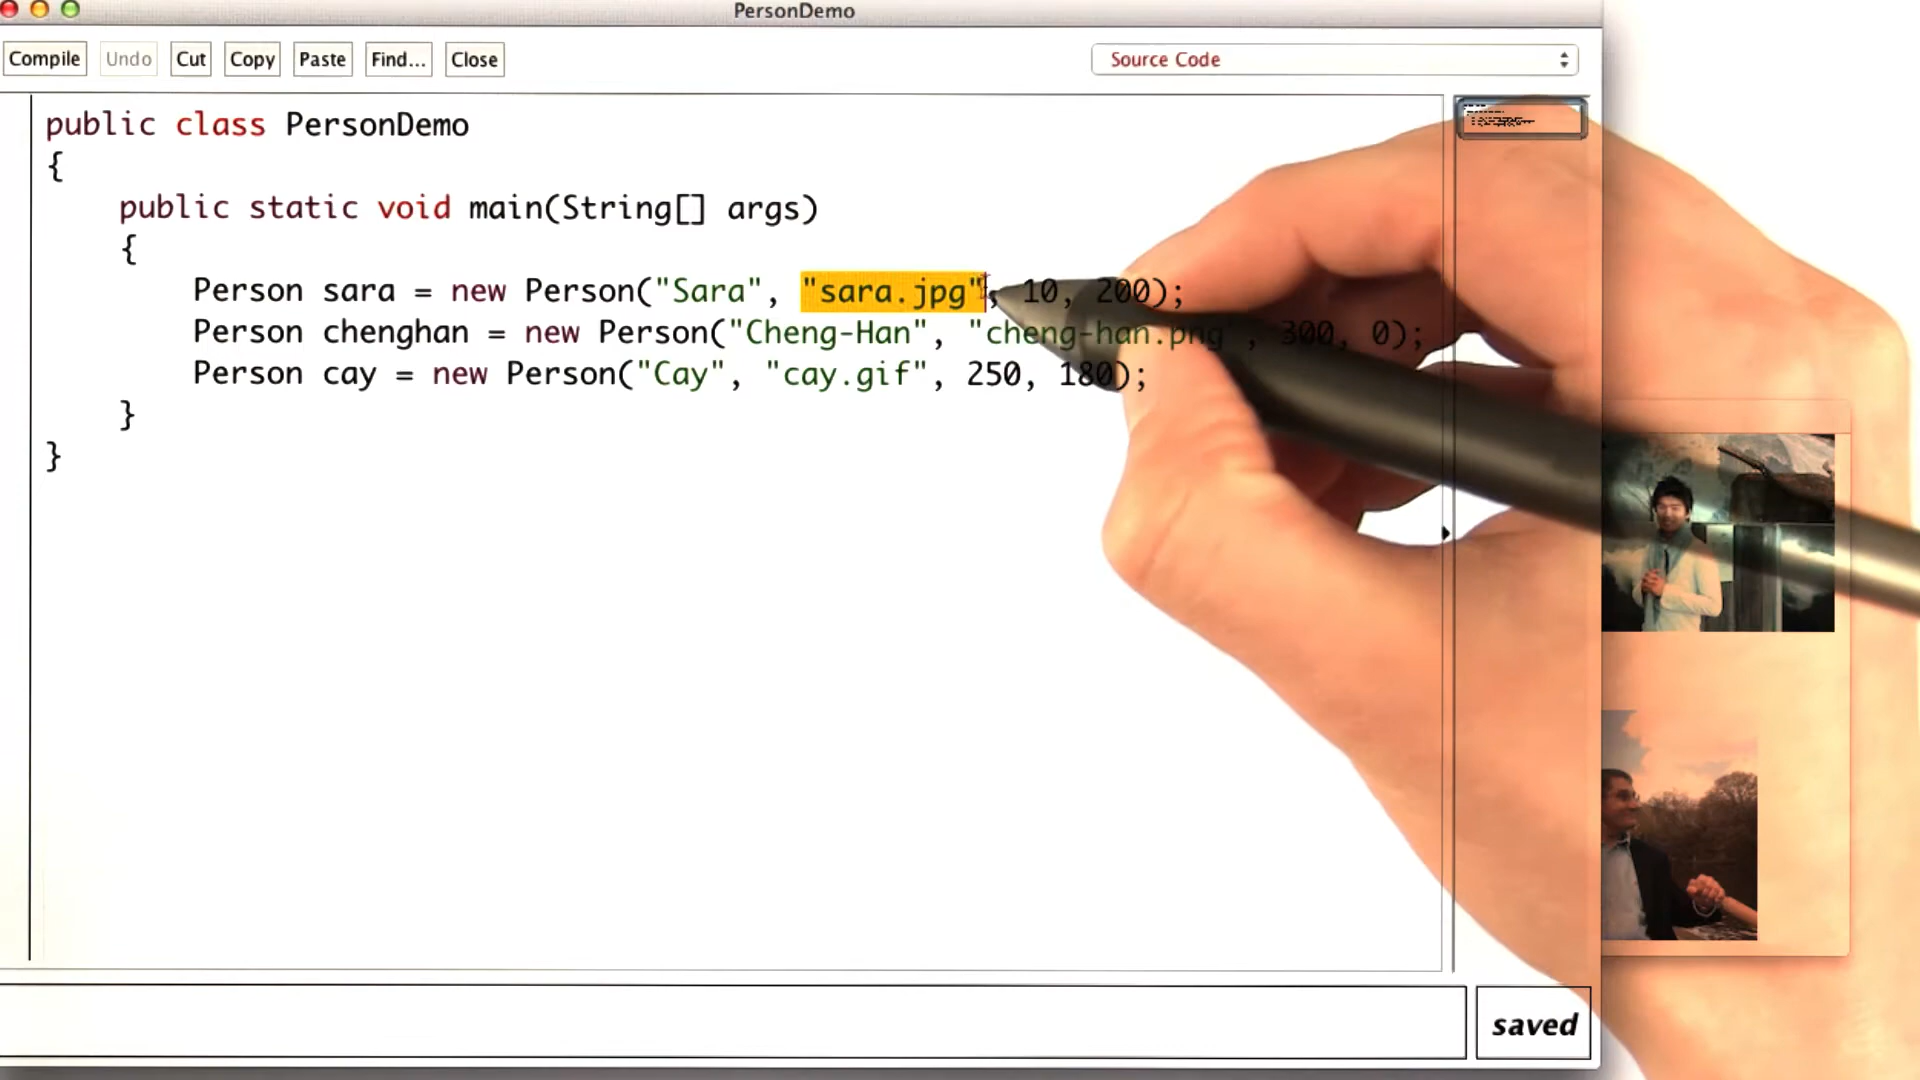 PersonDemo
Compile Undo Cut Copy Paste Find... Close Source Code
public class PersonDemo
{
public static void main(String[] args)
{
Person sara = new Person("Sara", "sara.jpg", 10, 200);
Person chenghan = new Person("Cheng-Han", "cheng-han.png", 300, 0);
Person cay = new Person("Cay", "cay.gif", 250, 180);
}
}
saved